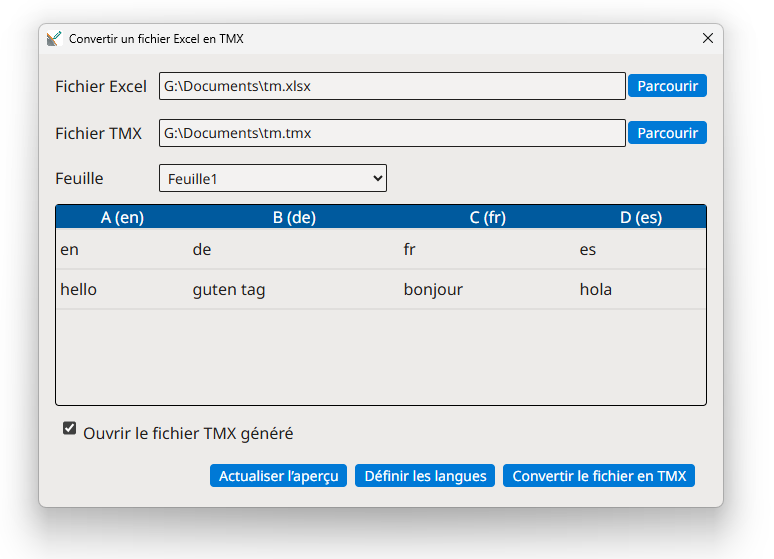 Convertir un fichier Excel en TMX
Fichier Excel G:\Documents\tm.xlsx Parcourir
Fichier TMX G:\Documents\tm.tmx Parcourir
Feuille Feuille1
A (en) B (de) C (fr) D (es)
en de fr es
hello guten tag bonjour hola
Ouvrir le fichier TMX généré
Actualiser l’aperçu Définir les langues Convertir le fichier en TMX